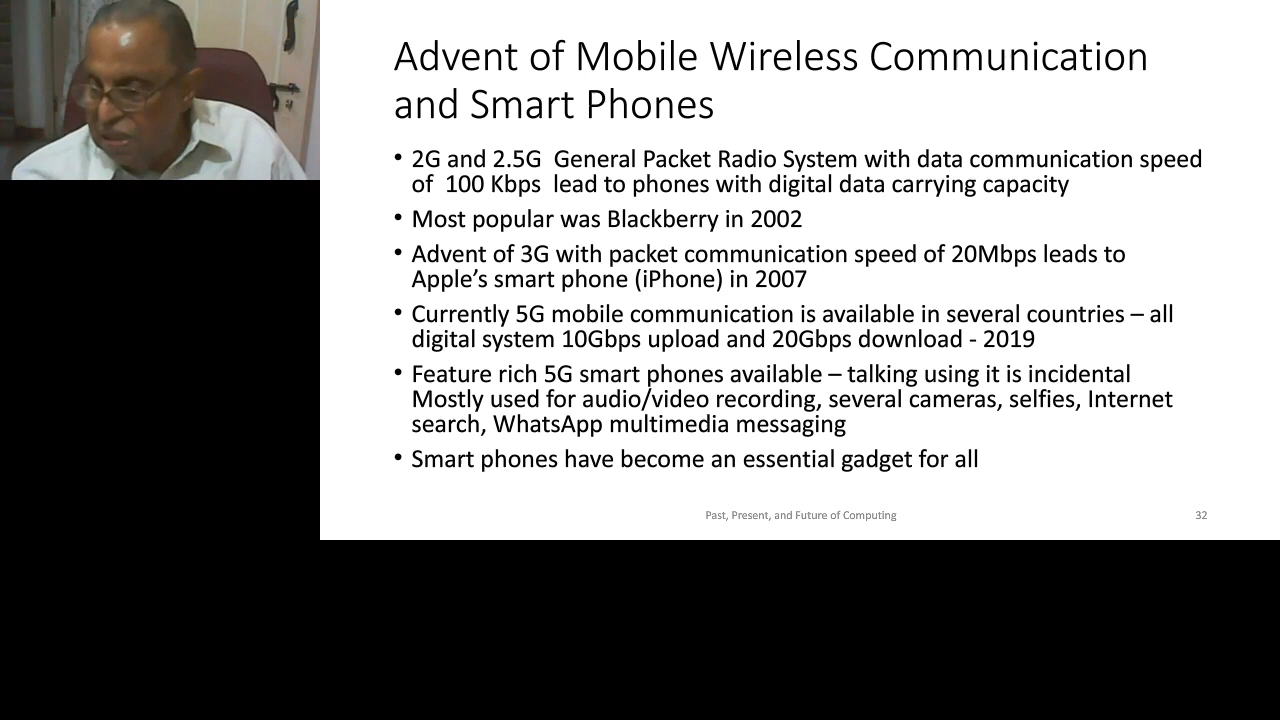 Advent of Mobile Wireless Communication
and Smart Phones
• 2G and 2.5G  General Packet Radio System with data communication speed
of  100 Kbps  lead to phones with digital data carrying capacity
• Most popular was Blackberry in 2002
• Advent of 3G with packet communication speed of 20Mbps leads to
Apple’s smart phone (iPhone) in 2007
• Currently 5G mobile communication is available in several countries – all
digital system 10Gbps upload and 20Gbps download - 2019
• Feature rich 5G smart phones available – talking using it is incidental
Mostly used for audio/video recording, several cameras, selfies, Internet
search, WhatsApp multimedia messaging
• Smart phones have become an essential gadget for all
Past, Present, and Future of Computing
32